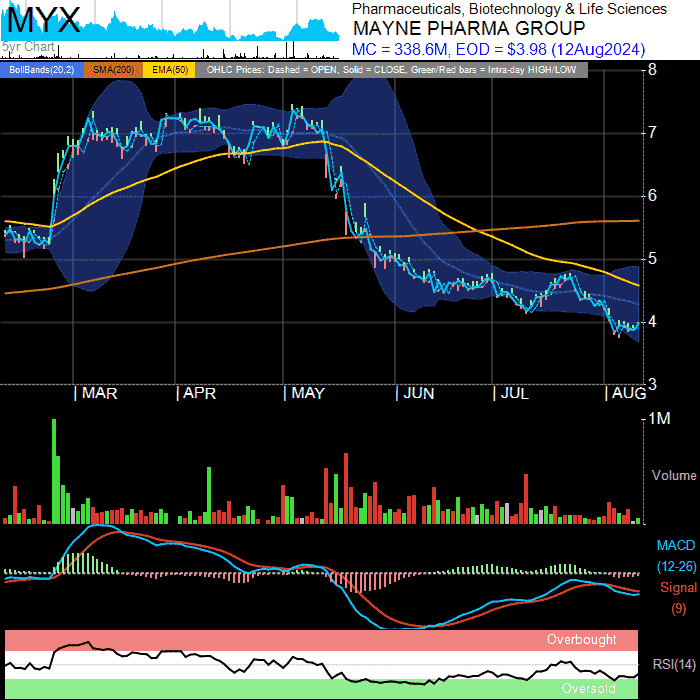 MYX
5yr Chart
Pharmaceuticals, Biotechnology & Life Sciences
MAYNE PHARMA GROUP
MC = 338.6M, EOD = $3.98 (12Aug2024)
BollBands(20,2) SMA(200) EMA(50) OHLC Prices: Dashed = OPEN, Solid = CLOSE, Green/Red bars = Intra-day HIGH/LOW
8
7
6
5
4
3
| MAR | APR | MAY | JUN | JUL | AUG
1M
Volume
MACD
(12-26)
Signal
(9)
Overbought
RSI(14)
Oversold